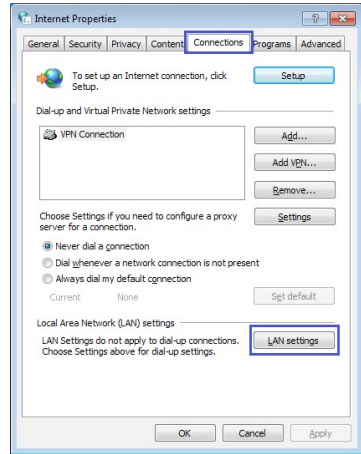 Internet Properties
General Security Privacy Content Connections Programs Advanced
To set up an Internet connection, click
Setup.
Setup
Dial-up and Virtual Private Network settings
VPN Connection
Add...
Add VPN...
Remove...
Choose Settings if you need to configure a proxy
server for a connection.
Settings
Never dial a connection
Dial whenever a network connection is not present
Always dial my default connection
Current None
Set default
Local Area Network (LAN) settings
LAN Settings do not apply to dial-up connections.
Choose Settings above for dial-up settings.
LAN settings
OK Cancel Apply